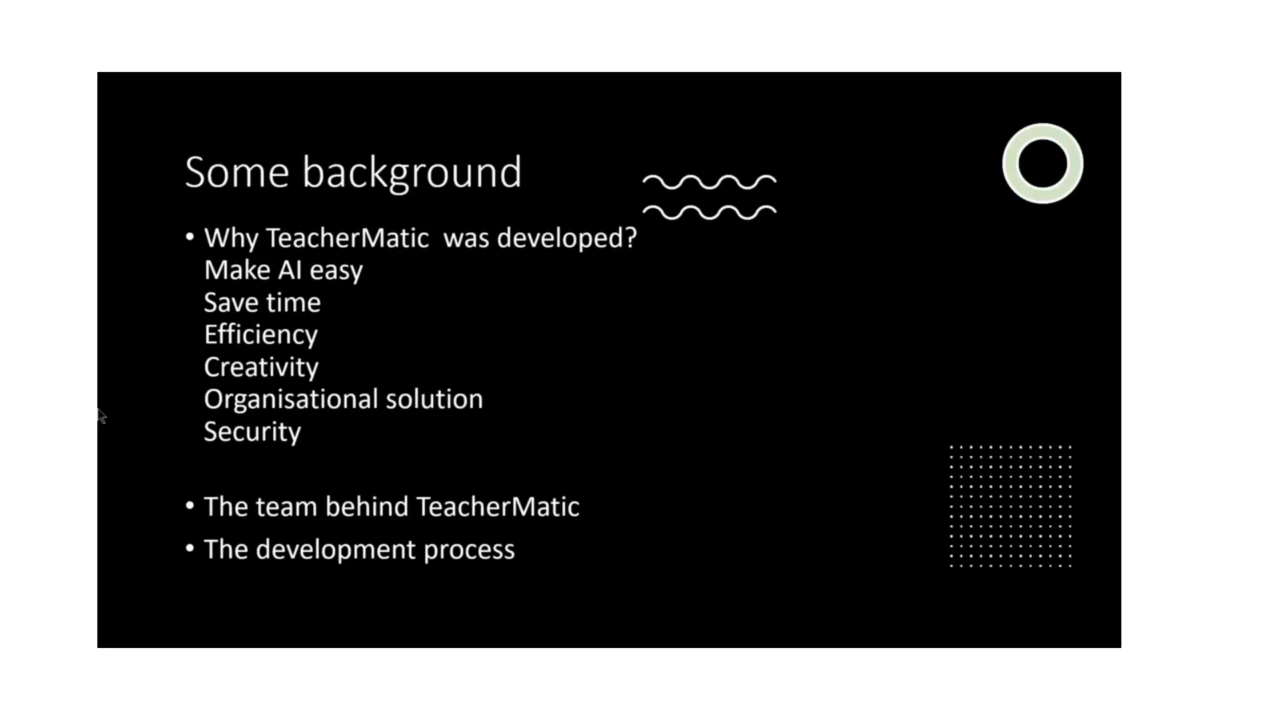 Some background
• Why TeacherMatic  was developed?
Make AI easy
Save time
Efficiency
Creativity
Organisational solution
Security
• The team behind TeacherMatic
• The development process